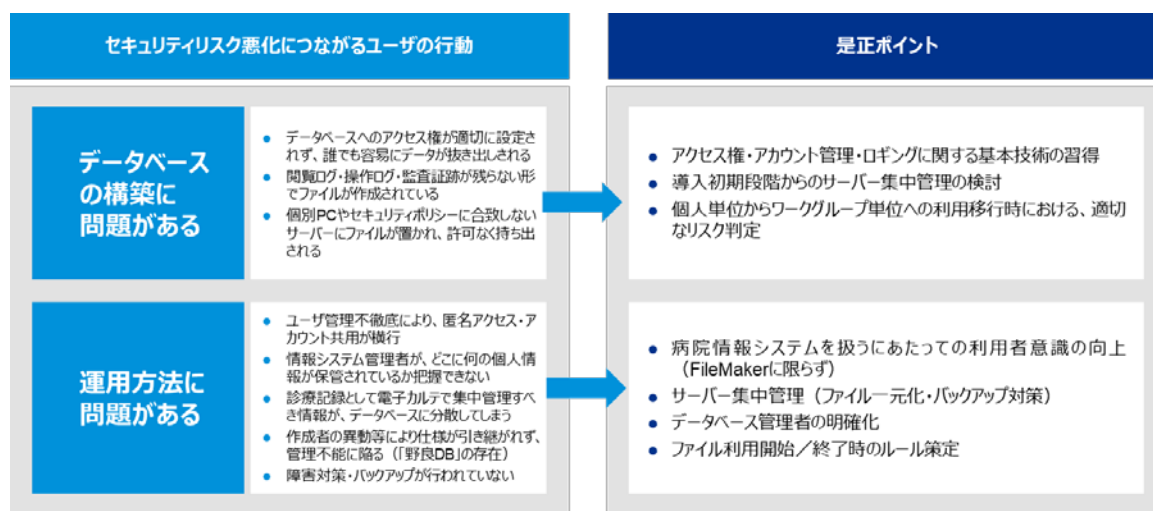 セキュリティリスク悪化につながるユーザの行動
是正ポイント
データベース
の構築に
問題がある
● データベースへのアクセス権が適切に設定さ
れず、誰でも容易にデータが抜き出しされる
● 閲覧ログ・操作ログ・監査証跡が残らない形
でファイルが作成されている
● 個別PCやセキュリティポリシーに合致しない
サーバーにファイルが置かれ、許可なく持ち出
される
● アクセス権・アカウント管理・ロギングに関する基本技術の習得
● 導入初期段階からのサーバー集中管理の検討
● 個人単位からワークグループ単位への利用移行時における、適切
なリスク判定
運用方法に
問題がある
● ユーザ管理不徹底により、匿名アクセス・ア
カウント共用が横行
● 情報システム管理者が、どこに何の個人情
報が保管されているか把握できない
● 診療記録として電子カルテで集中管理すべ
き情報が、データベースに分散してしまう
● 作成者の異動等により仕様が引き継がれず、
管理不能に陥る（「野良DB」の存在）
● 障害対策・バックアップが行われていない
● 病院情報システムを扱うにあたっての利用者意識の向上
（FileMakerに限らず）
● サーバー集中管理（ファイル一元化・バックアップ対策）
● データベース管理者の明確化
● ファイル利用開始／終了時のルール策定